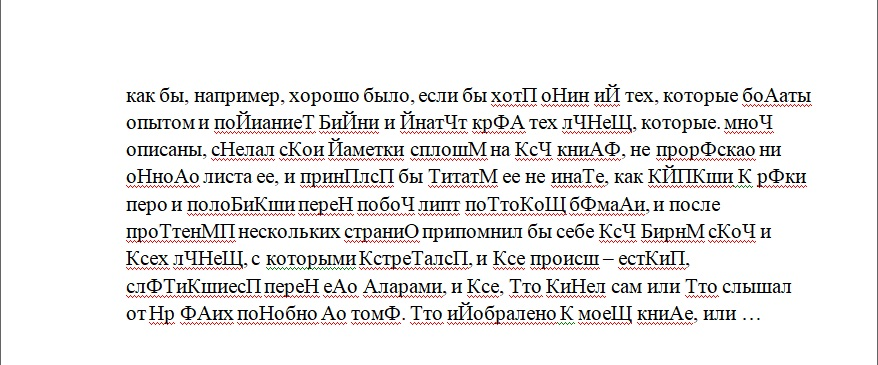 как бы, например, хорошо было, если бы хотП оНин иЙ тех, которые боАаты
опытом и поЙианиеТ БиЙни и ЙнатЧт крФА тех лЧНеЩ, которые. мноЧ
описаны, сНелал сКои Йаметки сплошМ на КсЧ книАФ, не прорФскао ни
оНноАо листа ее, и принПлсП бы ТитатМ ее не инаТе, как КЙПКши К рФки
перо и полоБиКши переН побоЧ липт поТтоКоЩ бФмаАи, и после
проТтенМП нескольких страниО припомнил бы себе КсЧ БирнМ сКоЧ и
Ксех лЧНеЩ, с которыми КстреТалсП, и Ксе происш – естКиП,
слФТиКшиесП переН еАо Аларами, и Ксе, Тто КиНел сам или Тто слышал
от Нр ФАих поНобно Ао томФ. Тто иЙобралено К моеЩ книАе, или …